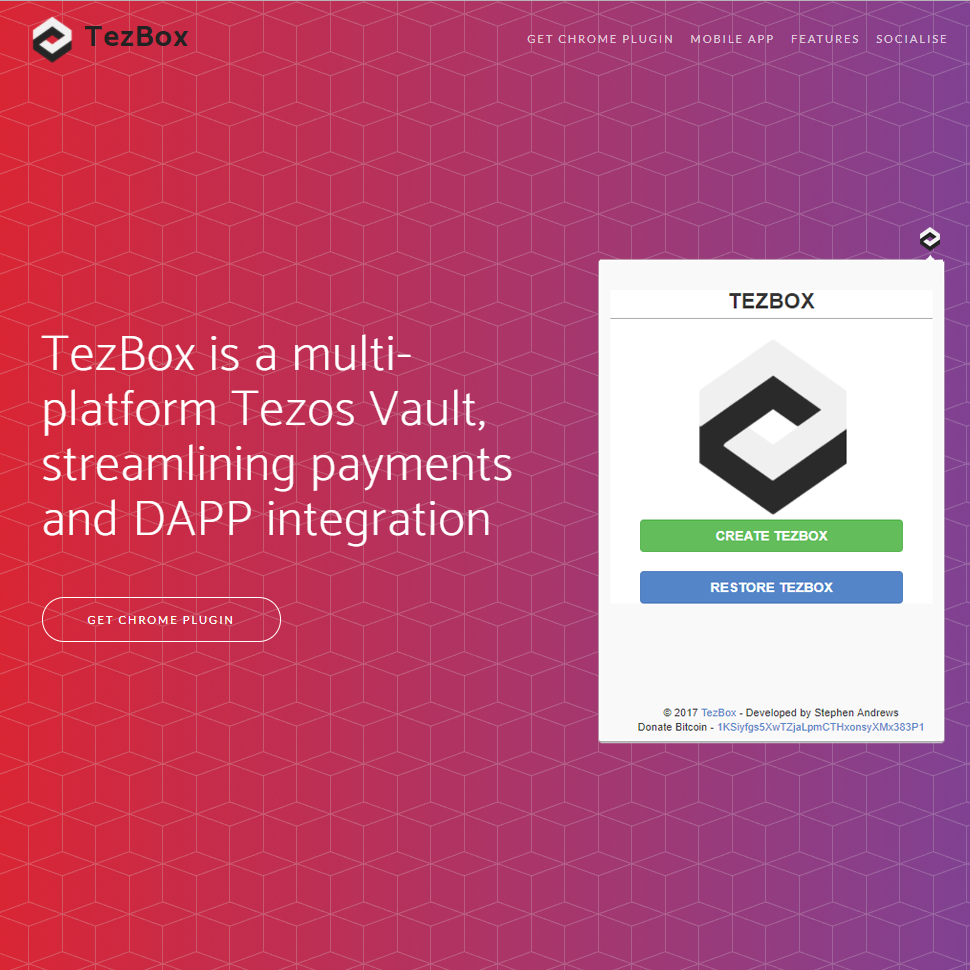 TezBox
GET CHROME PLUGIN MOBILE APP FEATURES SOCIALISE
TezBox is a multi-
platform Tezos Vault,
streamlining payments
and DAPP integration
GET CHROME PLUGIN
TEZBOX
CREATE TEZBOX
RESTORE TEZBOX
© 2017 TezBox - Developed by Stephen Andrews
Donate Bitcoin - 1KSiyfgs5XwTZjaLpmCTHxonsyXMx383P1